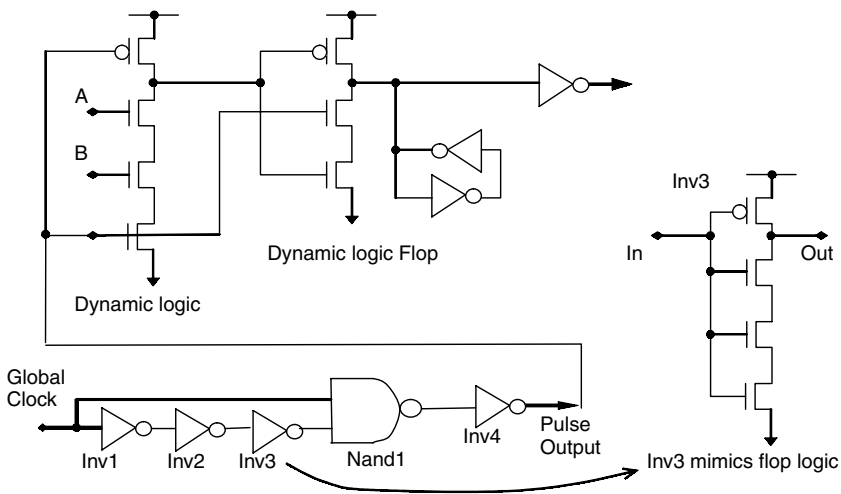 A
B
Dynamic logic
Dynamic logic Flop
Inv3
In
Out
Global
Clock
Inv1
Inv2
Inv3
Nand1
Inv4
Pulse
Output
Inv3 mimics flop logic